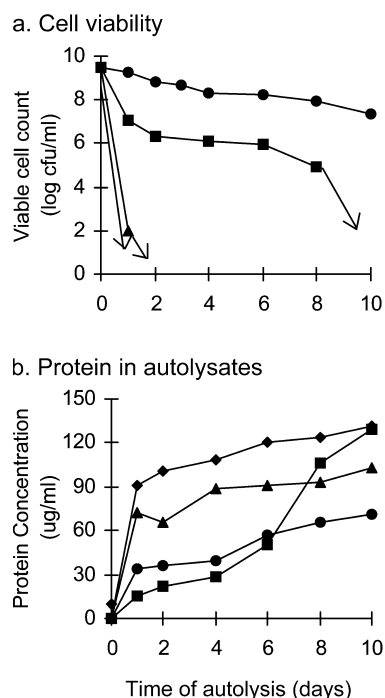 a. Cell viability
10
8
6
4
2
0
Viable cell count
(log cfu/ml)
0 2 4 6 8 10
b. Protein in autolysates
150
120
90
60
30
0
Protein Concentration
(ug/ml)
0 2 4 6 8 10
Time of autolysis (days)